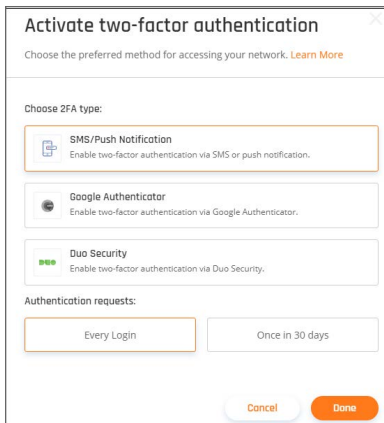 Activate two-factor authentication
Choose the preferred method for accessing your network. Learn More
Choose 2FA type:
SMS/Push Notification
Enable two-factor authentication via SMS or push notification.
Google Authenticator
Enable two-factor authentication via Google Authenticator.
DUO
Duo Security
Enable two-factor authentication via Duo Security.
Authentication requests:
Every Login
Once in 30 days
Cancel
Done